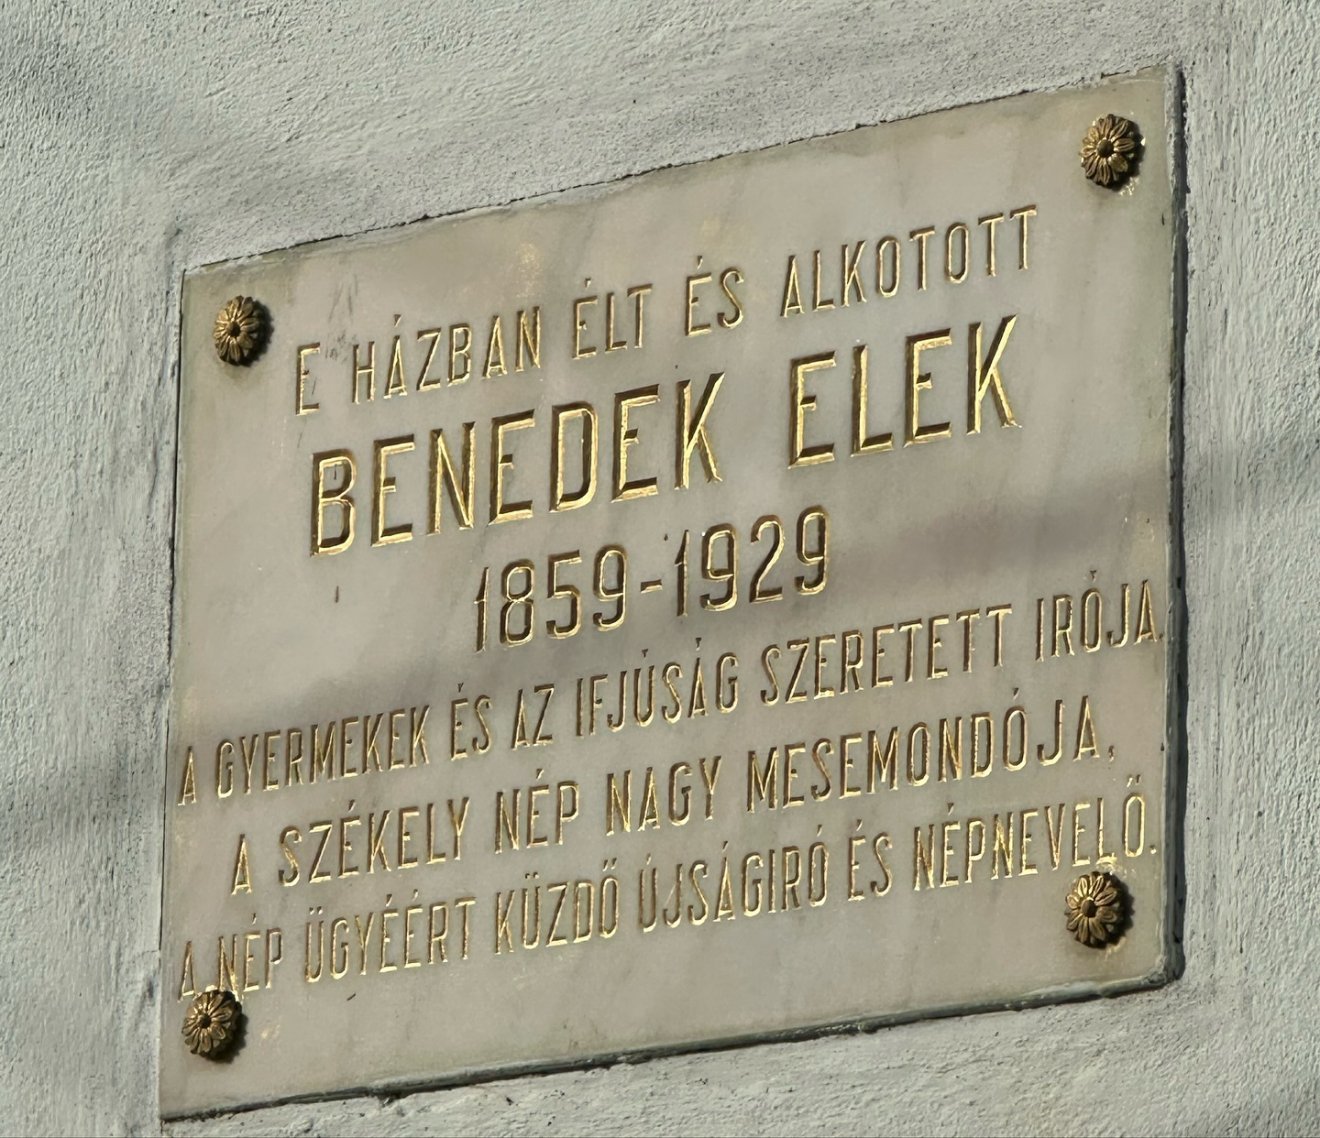 E HÁZBAN ÉLT ÉS ALKOTOTT
BENEDEK ELEK
1859-1929
A GYERMEKEK ÉS AZ IFJÚSÁG SZERETETT IRÓJA.
A SZÉKELY NÉP NAGY MESEMONDÓJA,
A NÉP ÜGYÉÉRT KÜZDŐ ÚJSÁGIRÓ ÉS NÉPNEVELŐ.